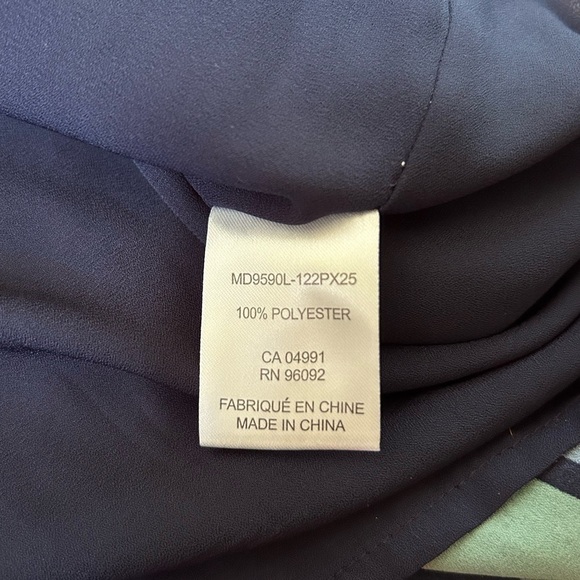 MD9590L-122PX25
100% POLYESTER
CA 04991
RN 96092
FABRIQUÉ EN CHINE
MADE IN CHINA